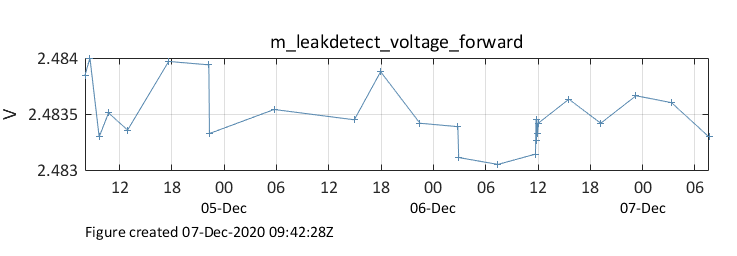 m_leakdetect_voltage_forward
2.484
2.4835
2.483
V
12 18 00 06 12 18 00 06 12 18 00 06
05-Dec 06-Dec 07-Dec
Figure created 07-Dec-2020 09:42:28Z